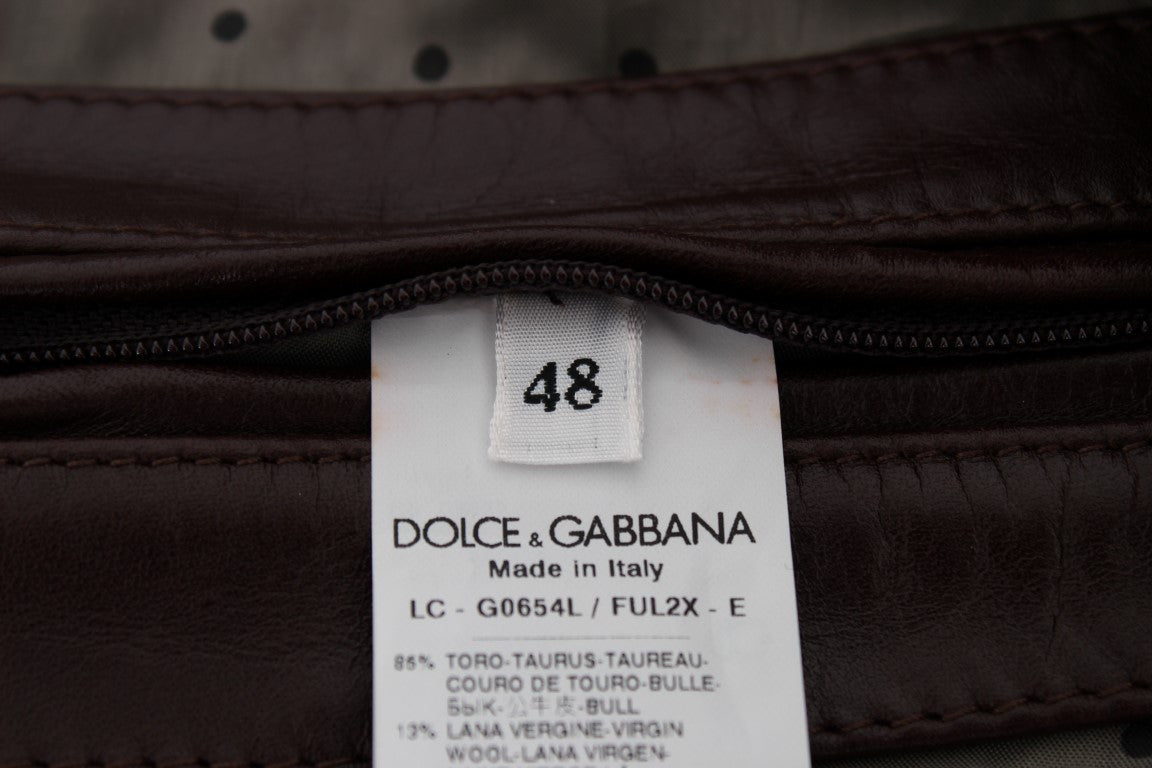 48
DOLCE & GABBANA
Made in Italy
LC - G0654L / FUL2X - E
86% TORO-TAURUS-TAUREAU-
COURO DE TOURO-BULLE-
БЫК-公牛皮-BULL
13% LANA VERGINE-VIRGIN
WOOL-LANA VIRGEN-